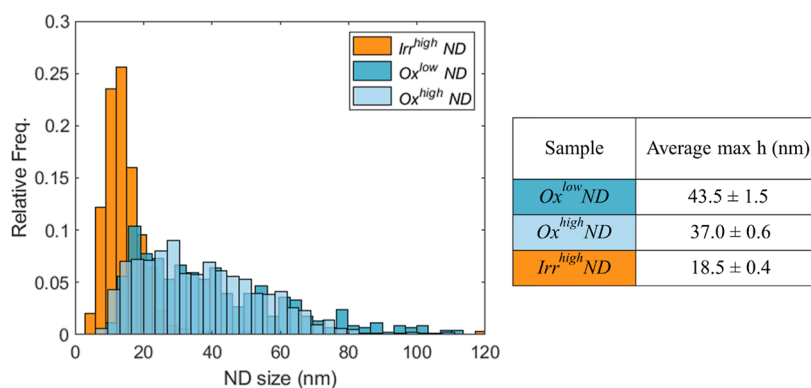 0.3
0.25
0.2
0.15
0.1
0.05
0
Relative Freq.
0 20 40 60 80 100 120
ND size (nm)
Irr^high ND
Ox^low ND
Ox^high ND
Sample Average max h (nm)
Ox^low ND 43.5 ± 1.5
Ox^high ND 37.0 ± 0.6
Irr^high ND 18.5 ± 0.4